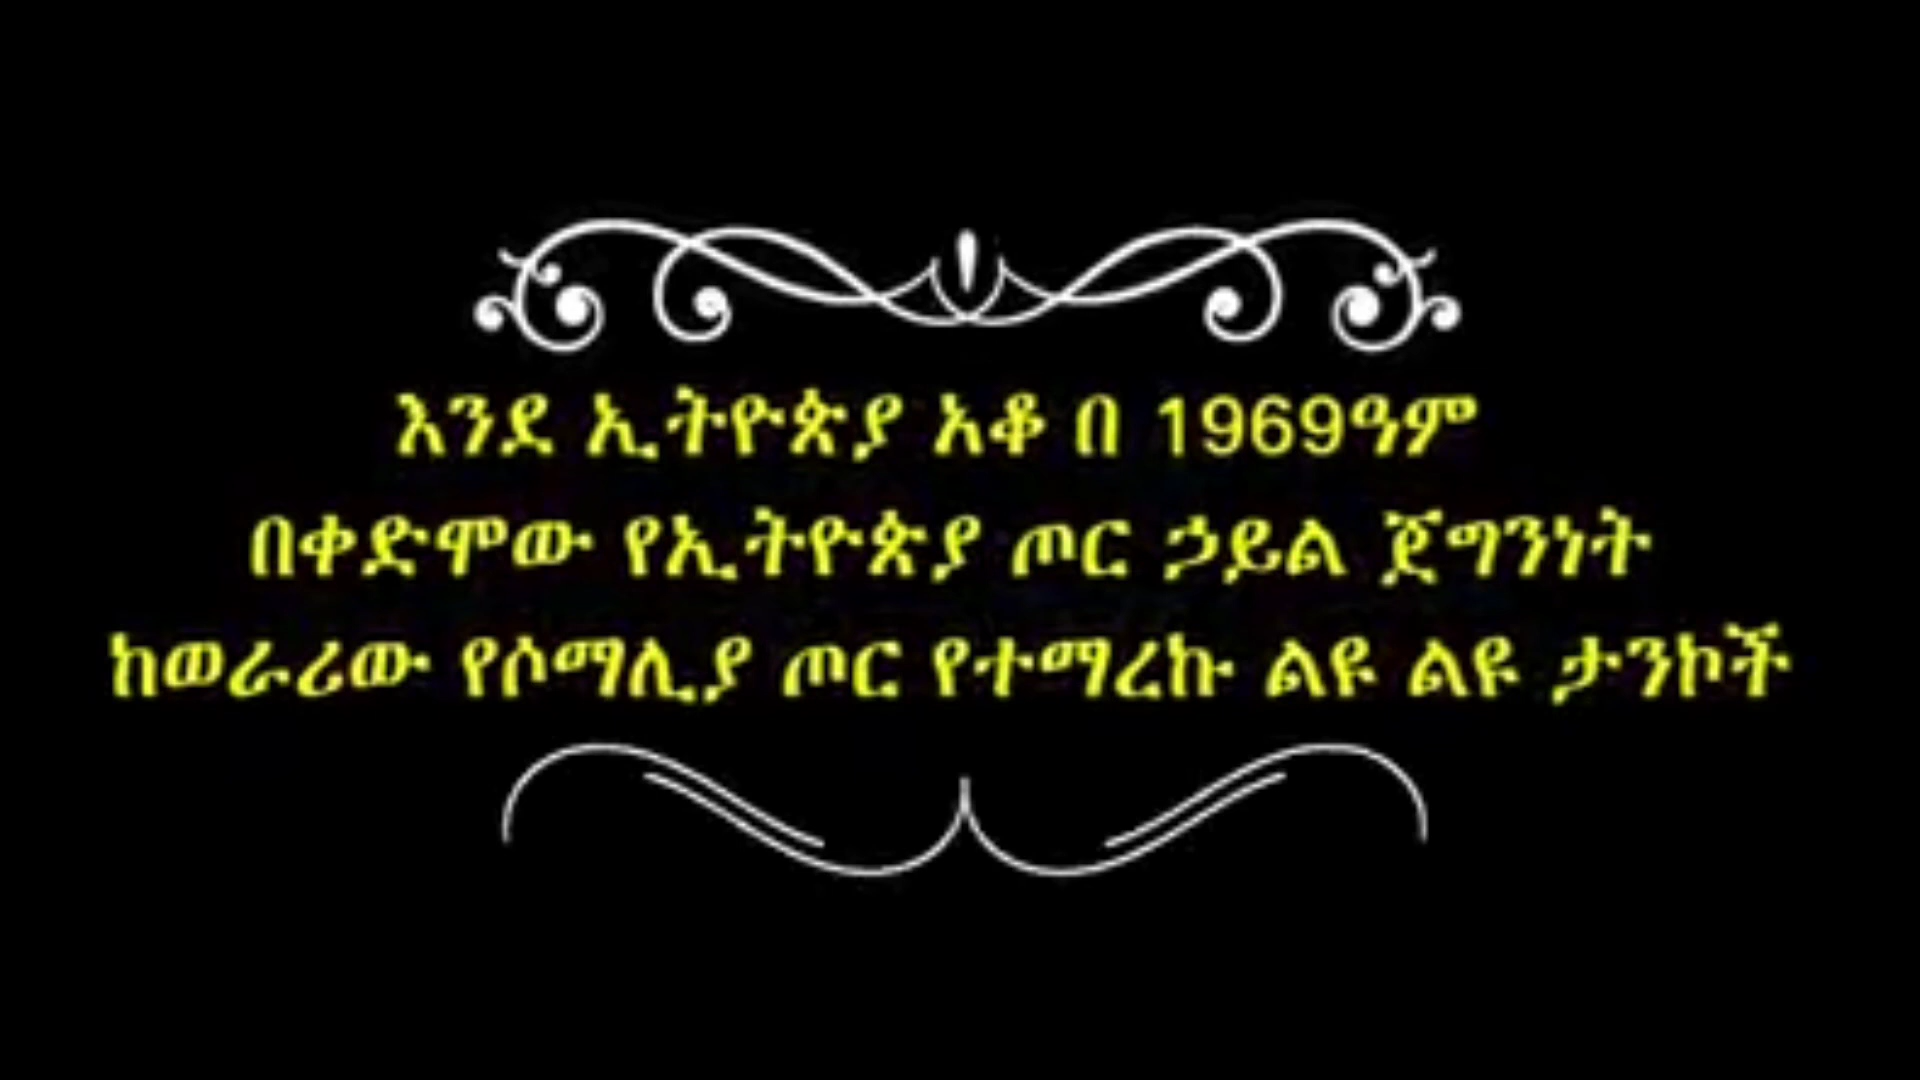 እንደ ኢትዮጵያ አቆ በ 1969ዓም
በቀድሞው የኢትዮጵያ ጦር ኃይል ጀግንነት
ከወራሪው የሶማሊያ ጦር የተማረኩ ልዩ ልዩ ታንኮች